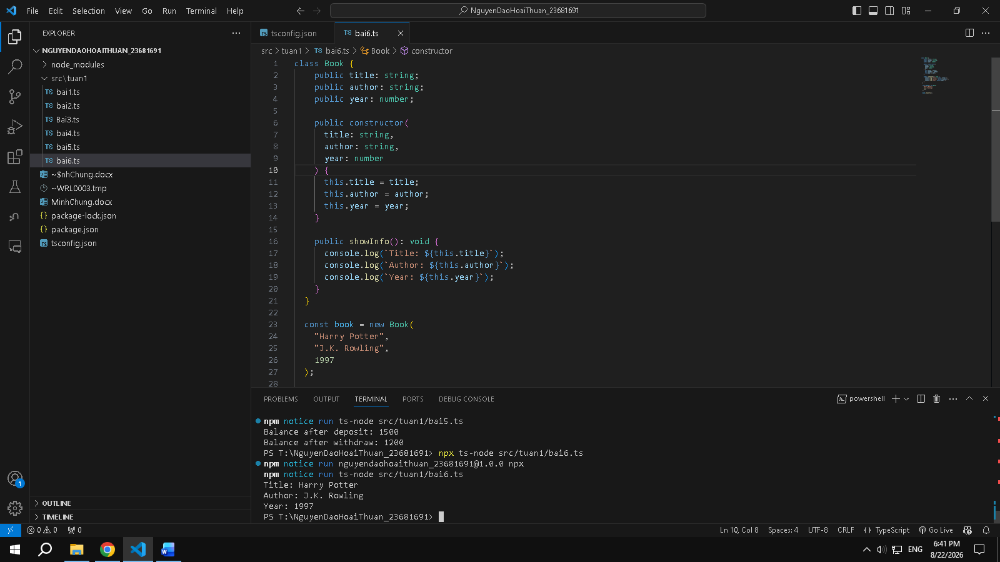 File Edit Selection View Go Run Terminal Help
NguyenDaoHoaiThuan_23681691
EXPLORER
NGUYENDAOHOAITHUAN_23681691
node_modules
src\tuan1
TS bai1.ts
TS bai2.ts
TS Bai3.ts
TS bai4.ts
TS bai5.ts
TS bai6.ts
~$nhChung.docx
~WRL0003.tmp
MinhChung.docx
{} package-lock.json
{} package.json
TS tsconfig.json
OUTLINE
TIMELINE
TS tsconfig.json
TS bai6.ts
src > tuan1 > TS bai6.ts > Book > constructor
1 class Book {
2 public title: string;
3 public author: string;
4 public year: number;
5
6 public constructor(
7 title: string,
8 author: string,
9 year: number
10 ) {
11 this.title = title;
12 this.author = author;
13 this.year = year;
14 }
15
16 public showInfo(): void {
17 console.log(`Title: ${this.title}`);
18 console.log(`Author: ${this.author}`);
19 console.log(`Year: ${this.year}`);
20 }
21 }
22
23 const book = new Book(
24 "Harry Potter",
25 "J.K. Rowling",
26 1997
27 );
28
PROBLEMS OUTPUT TERMINAL PORTS DEBUG CONSOLE
powershell
npm notice run ts-node src/tuan1/bai5.ts
Balance after deposit: 1500
Balance after withdraw: 1200
PS T:\NguyenDaoHoaiThuan_23681691> npx ts-node src/tuan1/bai6.ts
npm notice run nguyendaohoaithuan_23681691@1.0.0 npx
npm notice run ts-node src/tuan1/bai6.ts
Title: Harry Potter
Author: J.K. Rowling
Year: 1997
PS T:\NguyenDaoHoaiThuan_23681691>
1
0 0 0
Ln 10, Col 8 Spaces: 4 UTF-8 CRLF {} TypeScript Go Live
ENG
6:41 PM
8/22/2026